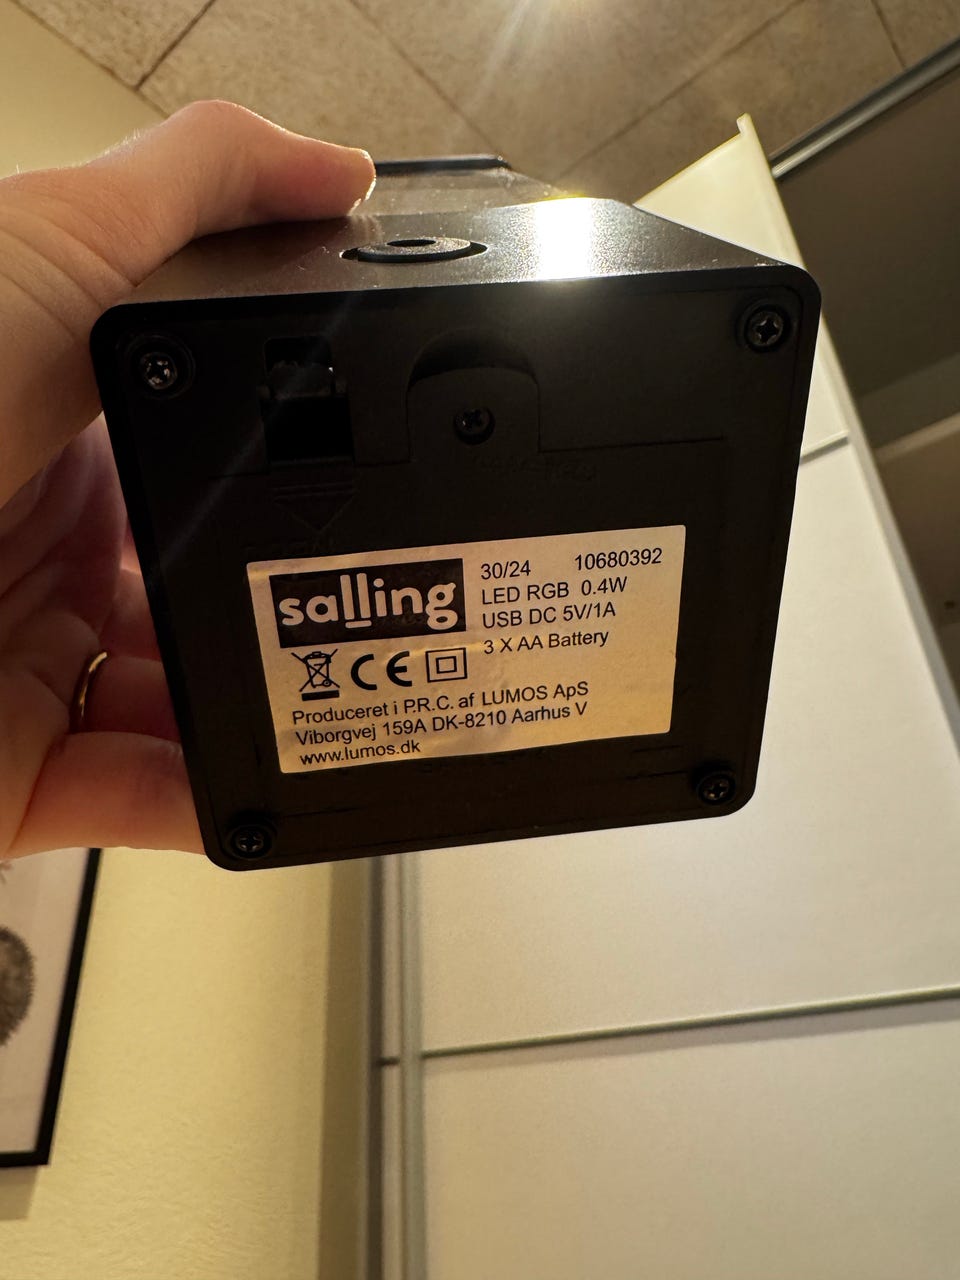 salling
30/24 10680392
LED RGB 0.4W
USB DC 5V/1A
3 X AA Battery
CE
Produceret i P.R.C. af LUMOS ApS
Viborgvej 159A DK-8210 Aarhus V
www.lumos.dk